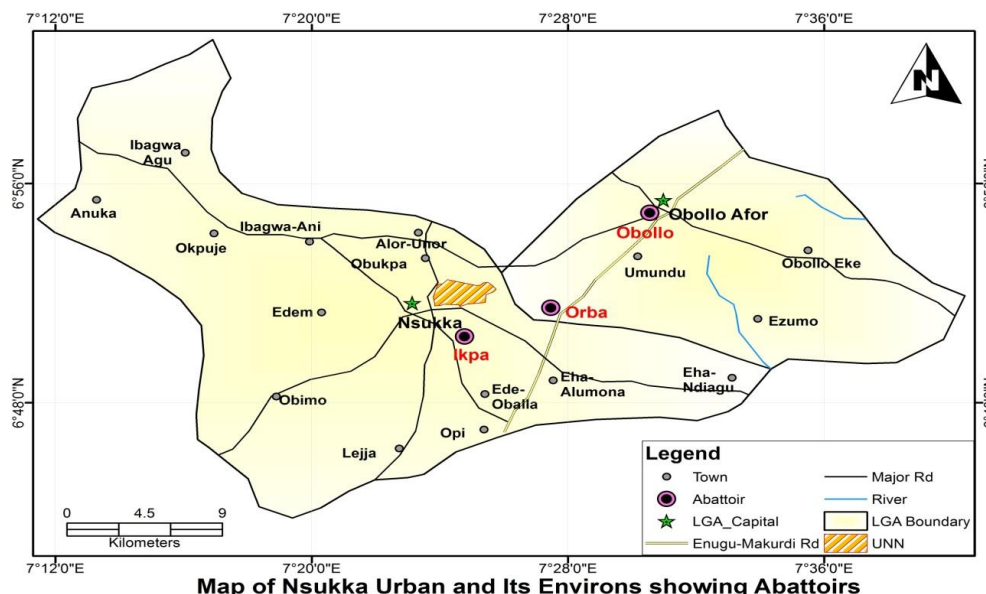 7°12'0"E 7°20'0"E 7°28'0"E 7°36'0"E
N
6°56'0"N
Ibagwa
Agu
Anuka
Okpuje
Ibagwa-Ani
Alor-Unor
Obukpa
Obollo Afor
Obollo
Umundu
Obollo Eke
Edem
Nsukka
Orba
Ezumo
Ikpa
6°48'0"N
Obimo
Ede-
Oballa
Eha-
Alumona
Eha-
Ndiagu
Opi
Lejja
Legend
Town
Abattoir
LGA_Capital
Enugu-Makurdi Rd
Major Rd
River
LGA Boundary
UNN
0 4.5 9
Kilometers
7°12'0"E 7°20'0"E 7°28'0"E 7°36'0"E
Map of Nsukka Urban and Its Environs showing Abattoirs